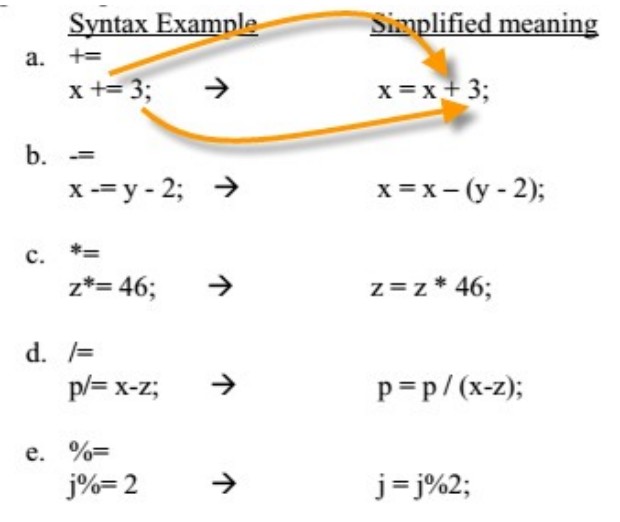 Syntax Example Simplified meaning
a. +=
x += 3; → x = x + 3;
b. -=
x -= y - 2; → x = x – (y - 2);
c. *=
z*= 46; → z = z * 46;
d. /=
p/= x-z; → p = p / (x-z);
e. %=
j%= 2 → j = j%2;